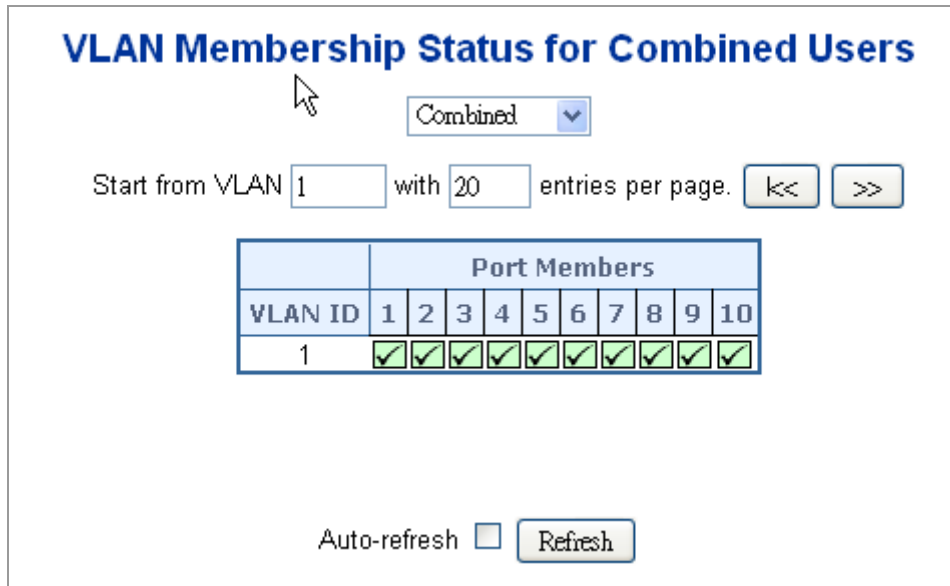 VLAN Membership Status for Combined Users
Combined
Start from VLAN 1 with 20 entries per page. |<< >>
Port Members
VLAN ID 1 2 3 4 5 6 7 8 9 10
1
Auto-refresh Refresh